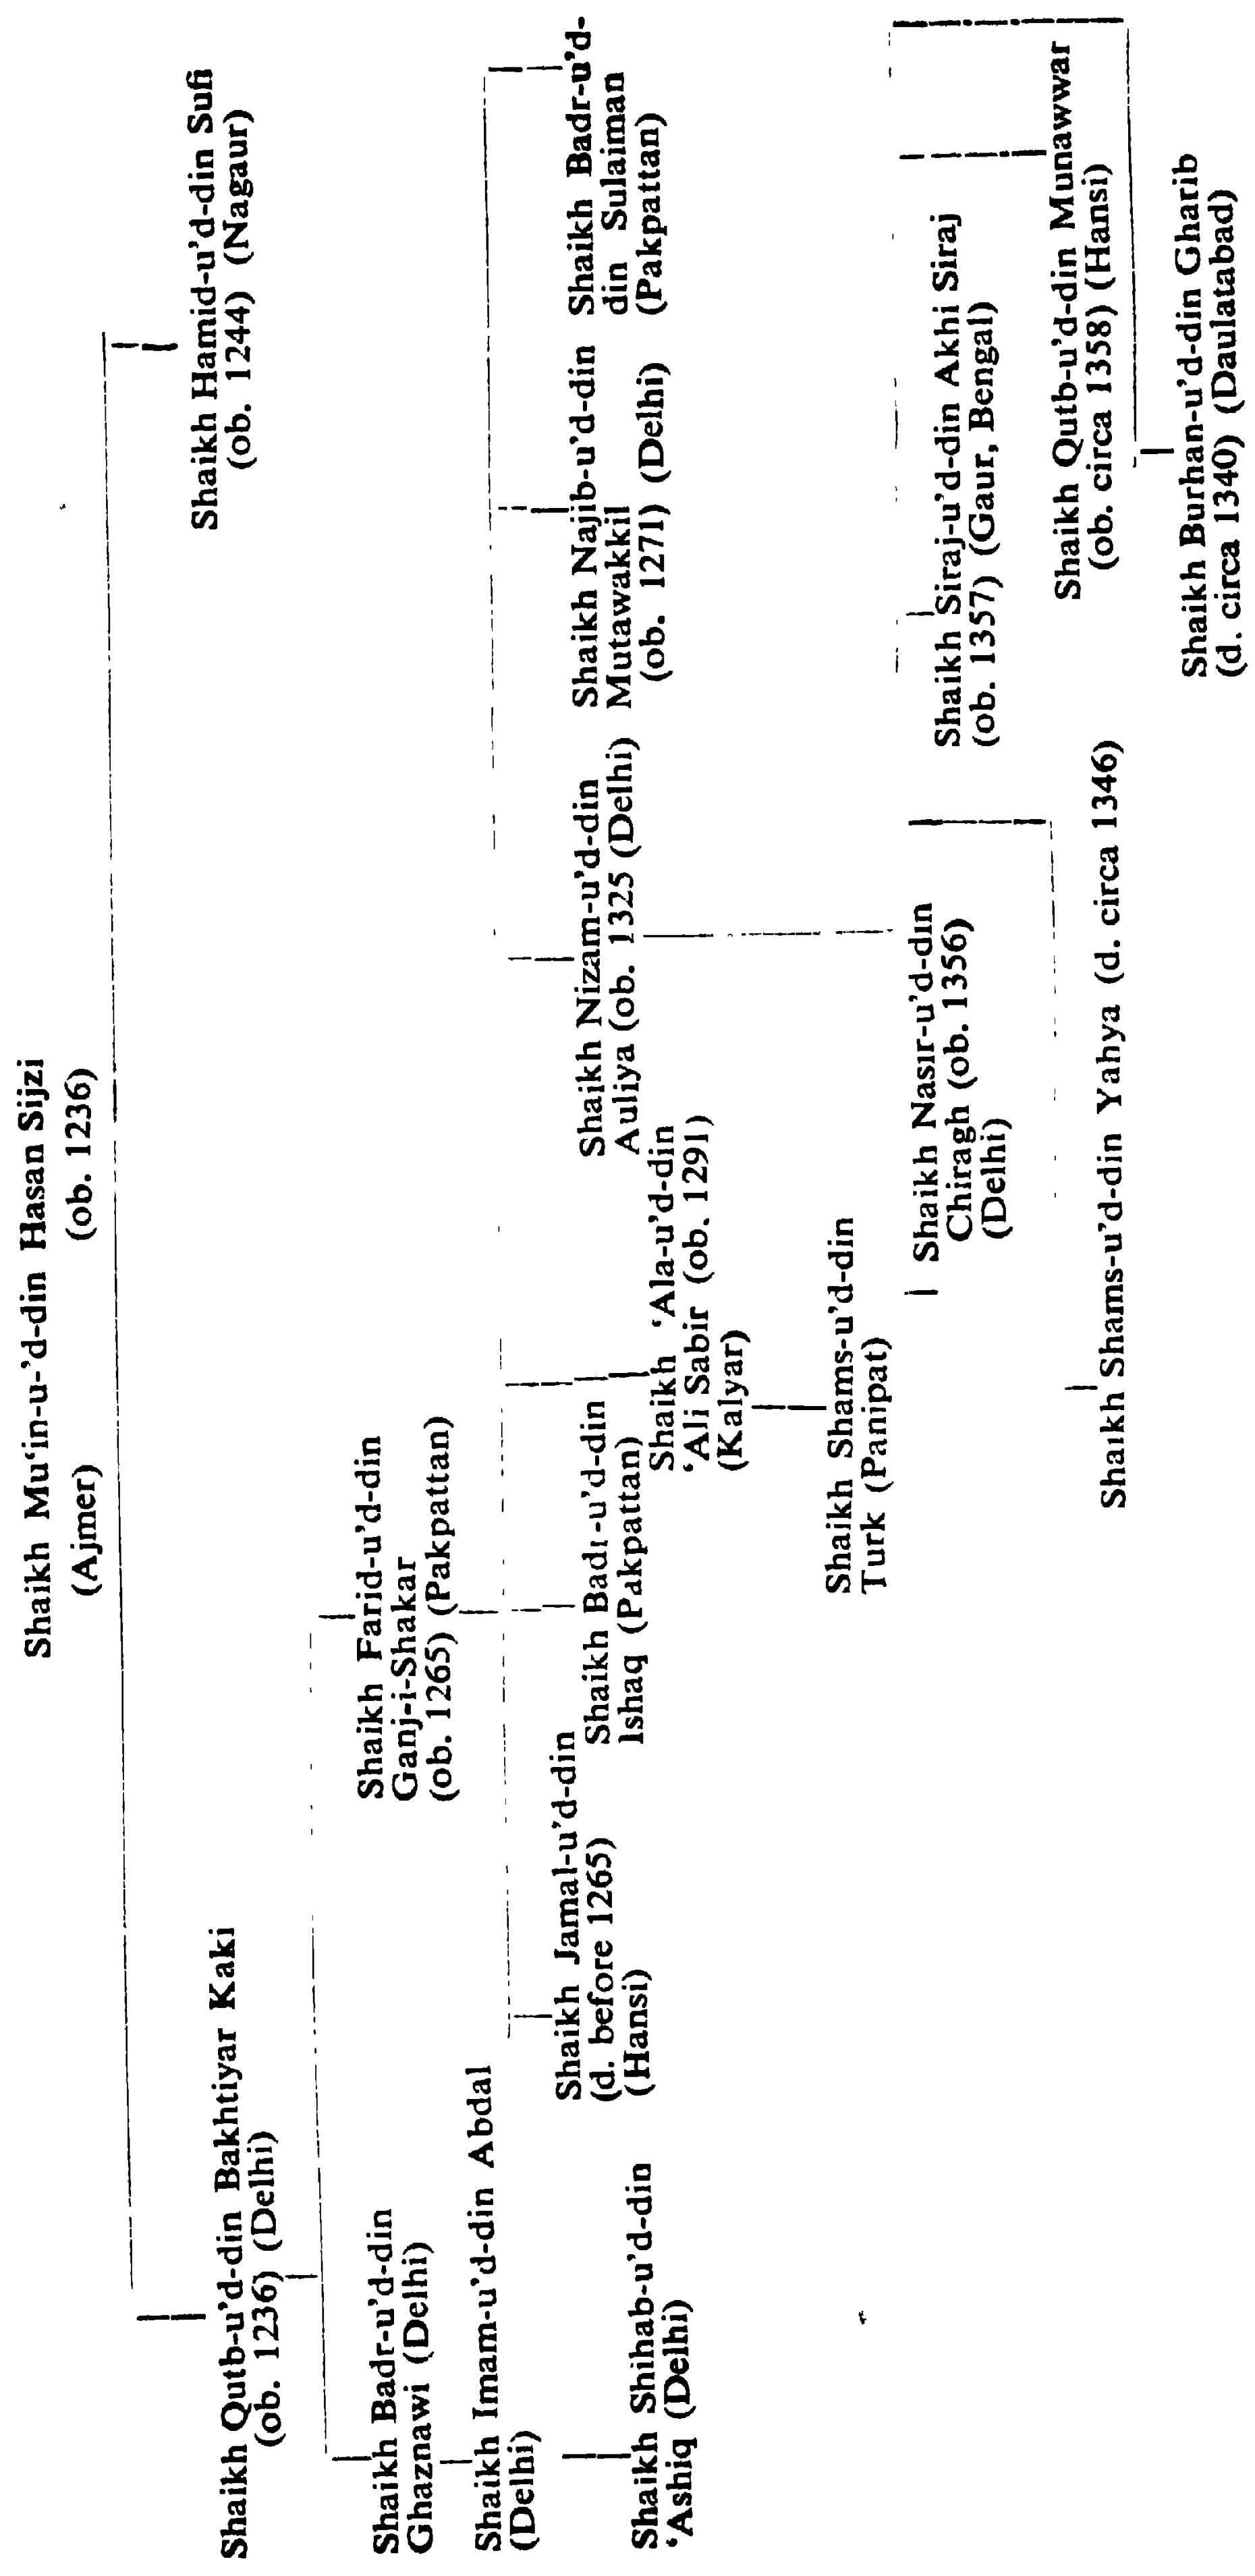 Shaikh Mu‘in-u-’d-din Hasan Sijzi
(Ajmer) (ob. 1236)
Shaikh Qutb-u’d-din Bakhtiyar Kaki
(ob. 1236) (Delhi)
Shaikh Hamid-u’d-din Sufi
(ob. 1244) (Nagaur)
Shaikh Badr-u’d-din
Ghaznawi (Delhi)
Shaikh Farid-u’d-din
Ganj-i-Shakar
(ob. 1265) (Pakpattan)
Shaikh Imam-u’d-din Abdal
(Delhi)
Shaikh Shihab-u’d-din
‘Ashiq (Delhi)
Shaikh Jamal-u’d-din
(d. before 1265)
(Hansi)
Shaikh Badi-u’d-din
Ishaq (Pakpattan)
Shaikh ‘Ala-u’d-din
‘Ali Sabir (ob. 1291)
(Kalyar)
Shaikh Nizam-u’d-din
Auliya (ob. 1325 (Delhi)
Shaikh Najib-u’d-din
Mutawakkil
(ob. 1271) (Delhi)
Shaikh Badr-u’d-
din Sulaiman
(Pakpattan)
Shaikh Shams-u’d-din
Turk (Panipat)
Shaikh Nasir-u’d-din
Chiragh (ob. 1356)
(Delhi)
Shaikh Siraj-u’d-din Akhi Siraj
(ob. 1357) (Gaur, Bengal)
Shaikh Qutb-u’d-din Munawwar
(ob. circa 1358) (Hansi)
Shaikh Shams-u’d-din Yahya (d. circa 1346)
Shaikh Burhan-u’d-din Gharib
(d. circa 1340) (Daulatabad)